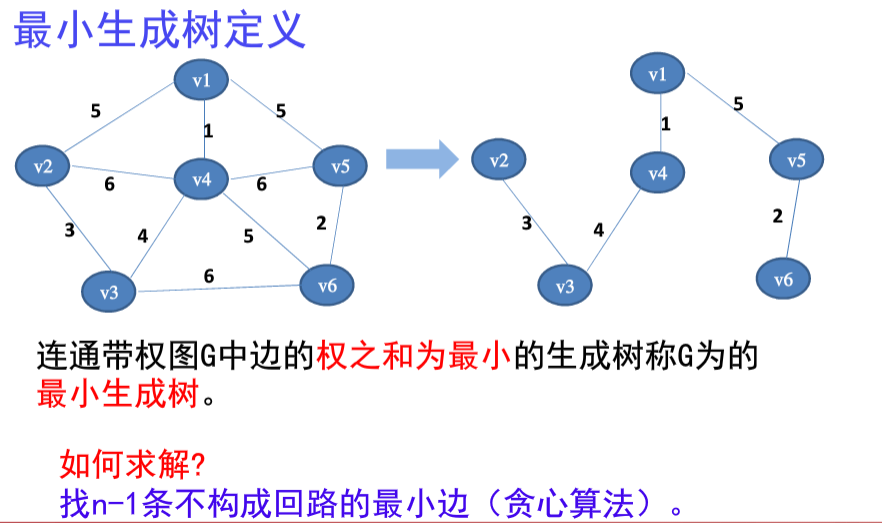 最小生成树定义
v1
v1
5
5
5
1
1
v2
v4
v5
v2
v4
v5
6
6
3
4
5
2
3
4
2
6
v3
v6
v3
v6
连通带权图G中边的权之和为最小的生成树称G为的
最小生成树。
如何求解?
找n-1条不构成回路的最小边（贪心算法）。